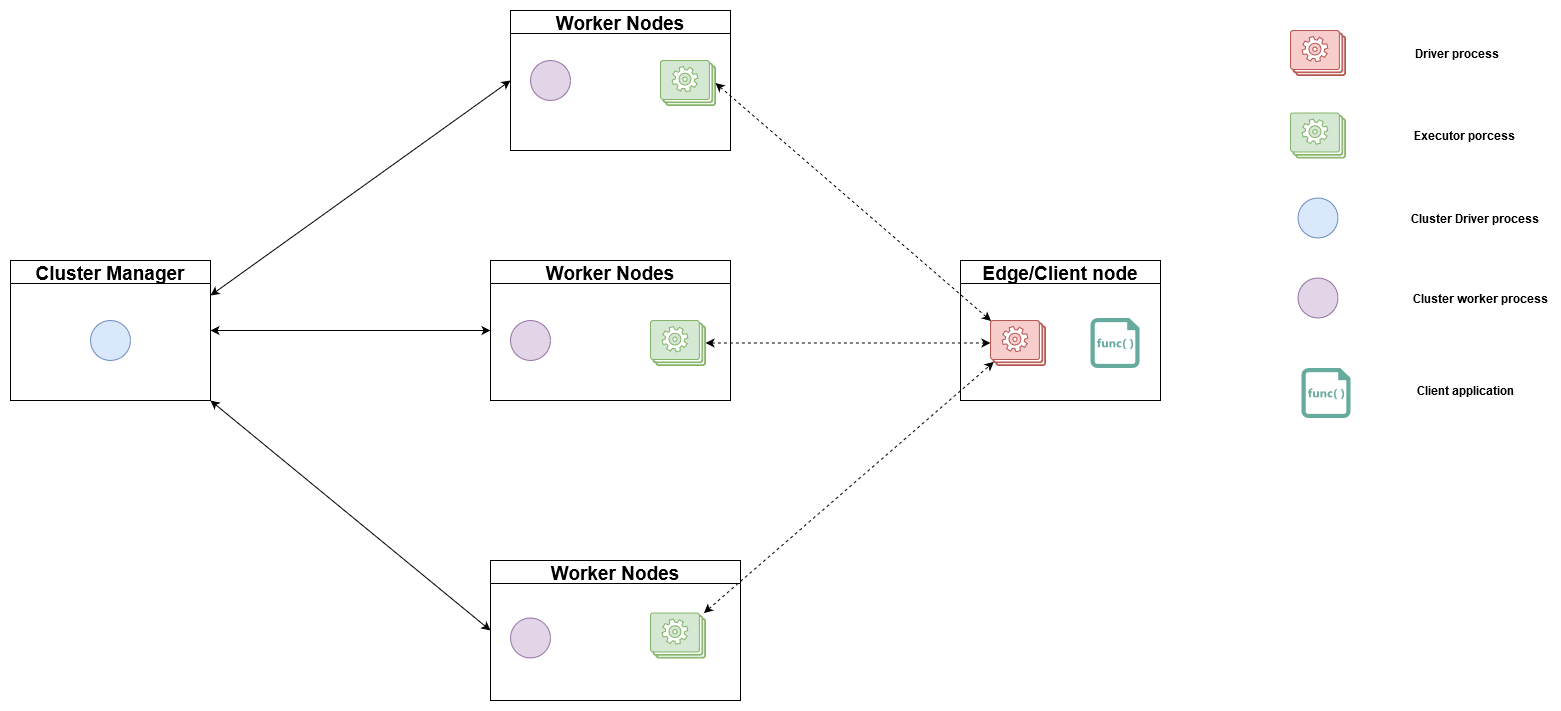 Worker Nodes
Driver process
Executor porcess
Cluster Driver process
Cluster Manager
Worker Nodes
Edge/Client node
func( )
Cluster worker process
func( )
Client application
Worker Nodes